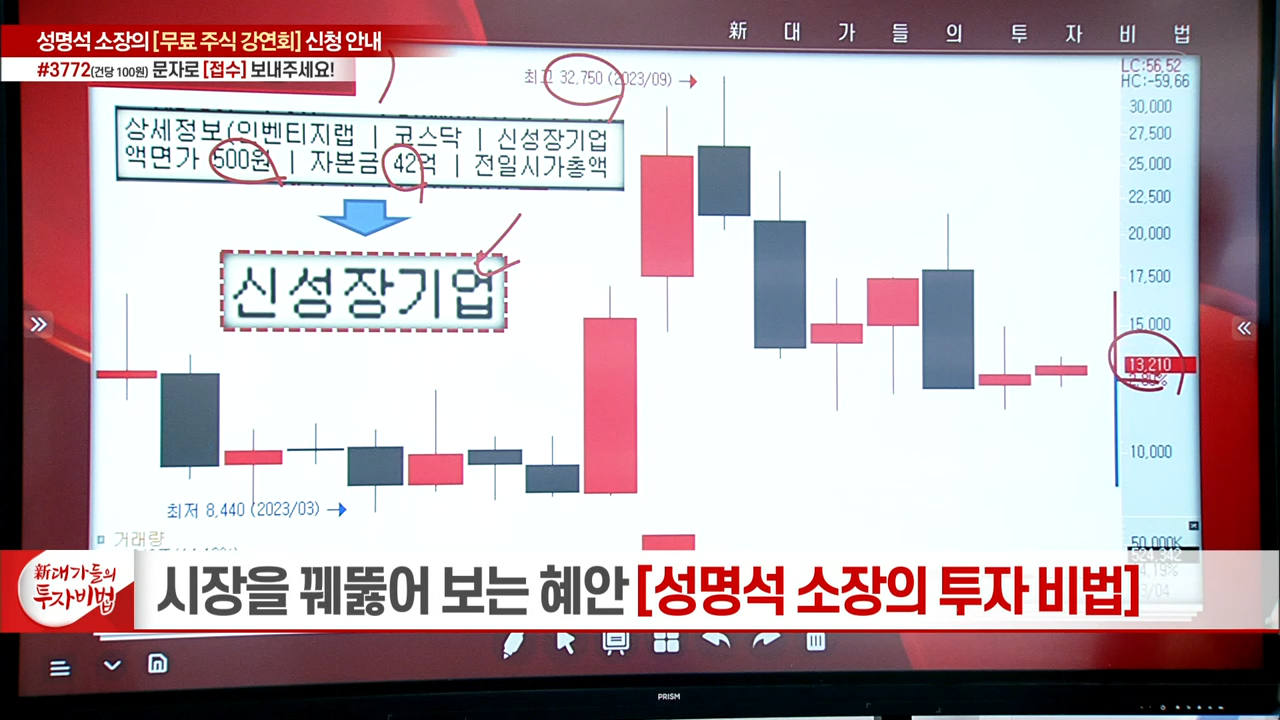 성명석 소장의 [무료 주식 강연회] 신청 안내
#3772(건당 100원) 문자로 [접수] 보내주세요!
新 대 가 들 의 투 자 비 법
최고 32,750 (2023/09)
LC:56,52
HC:-59,66
상세정보(인벤티지랩 | 코스닥 | 신성장기업
액면가 500원 | 자본금 42억 | 전일시가총액
신성장기업
30,000
27,500
25,000
22,500
20,000
17,500
15,000
13,210
10,000
최저 8,440 (2023/03)
거래량
50,000K
新대가들의
투자비법
시장을 꿰뚫어 보는 혜안 [성명석 소장의 투자 비법]
PRISM